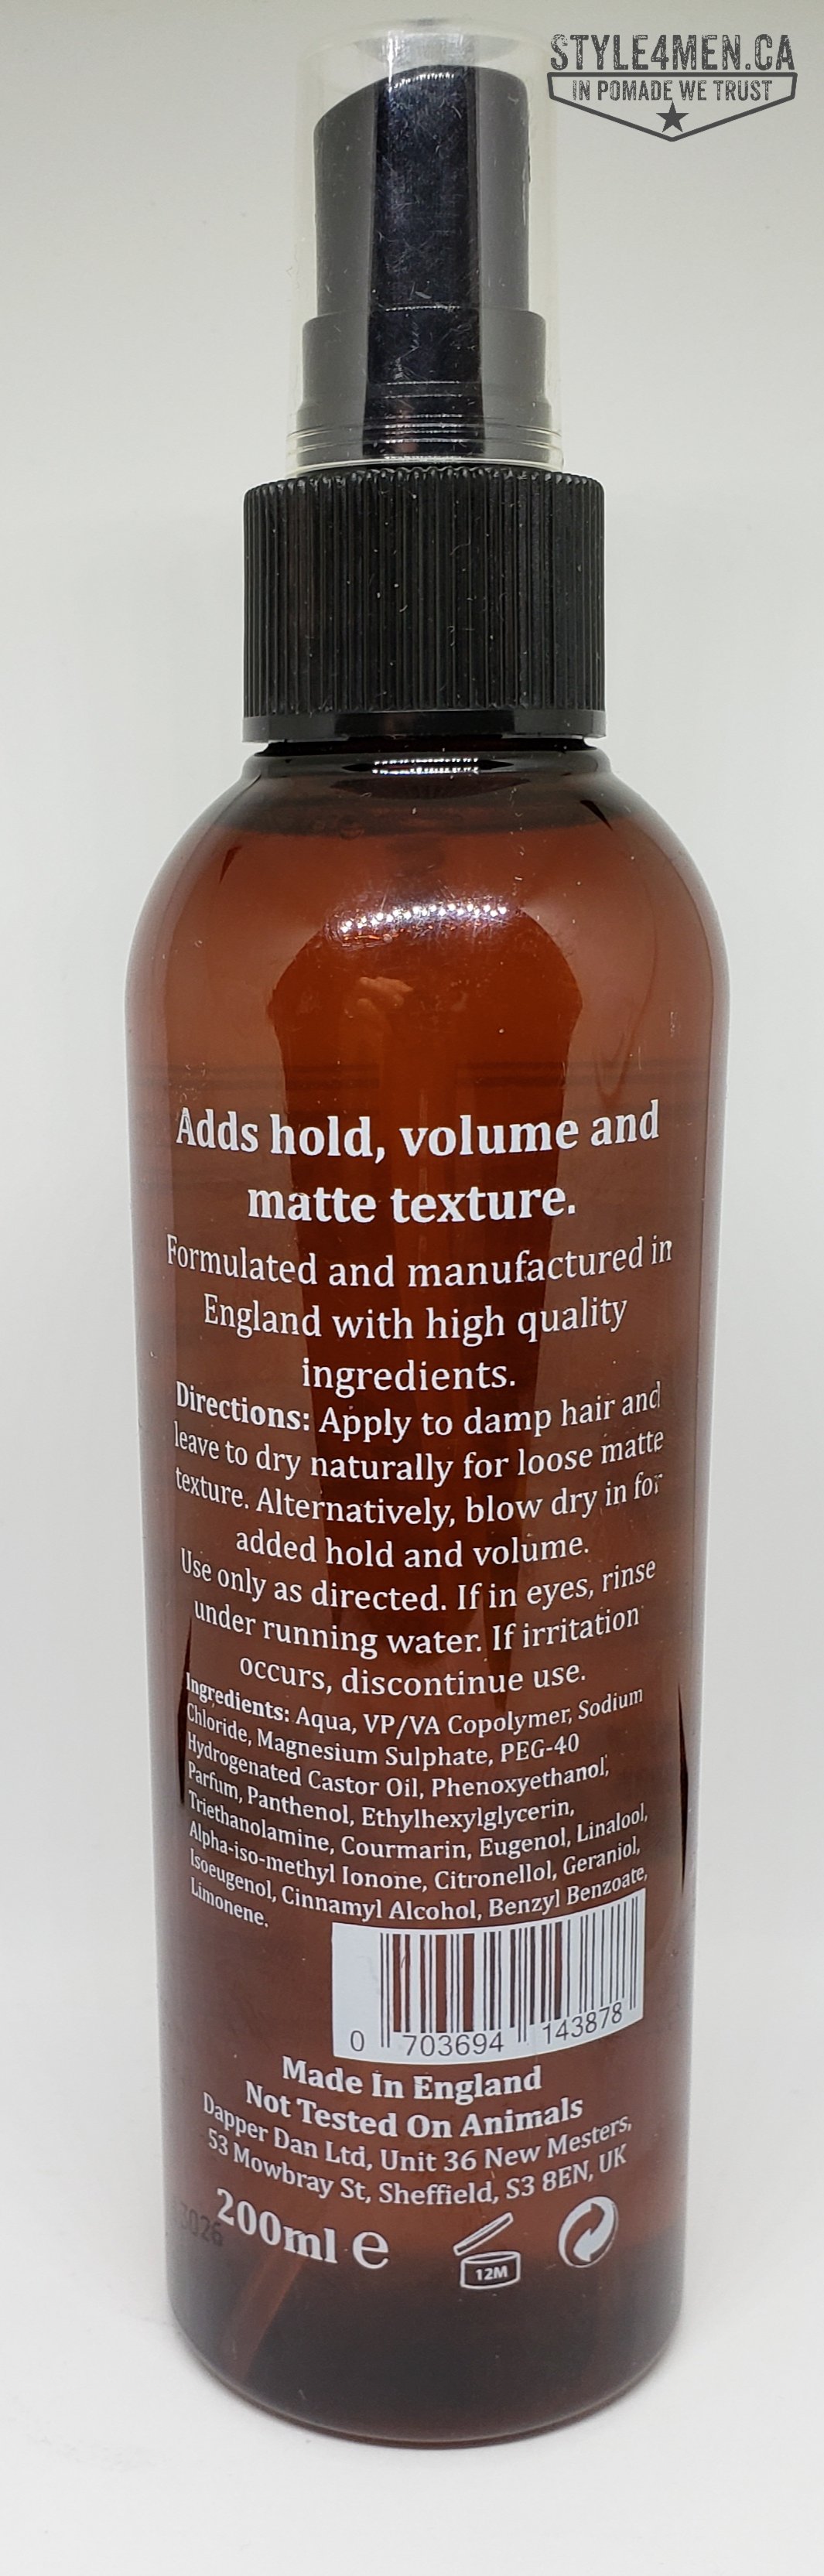 STYLE4MEN.CA
IN POMADE WE TRUST
Adds hold, volume and
matte texture.
Formulated and manufactured in
England with high quality
ingredients.
Directions: Apply to damp hair and
leave to dry naturally for loose matte
texture. Alternatively, blow dry in for
added hold and volume.
Use only as directed. If in eyes, rinse
under running water. If irritation
occurs, discontinue use.
Ingredients: Aqua, VP/VA Copolymer, Sodium
Chloride, Magnesium Sulphate, PEG-40
Hydrogenated Castor Oil, Phenoxyethanol,
Parfum, Panthenol, Ethylhexylglycerin,
Triethanolamine, Courmarin, Eugenol, Linalool,
Alpha-iso-methyl Ionone, Citronellol, Geraniol,
Isoeugenol, Cinnamyl Alcohol, Benzyl Benzoate,
Limonene.
0 703694 143878
Made In England
Not Tested On Animals
Dapper Dan Ltd, Unit 36 New Mesters,
53 Mowbray St, Sheffield, S3 8EN, UK
200ml e
12M